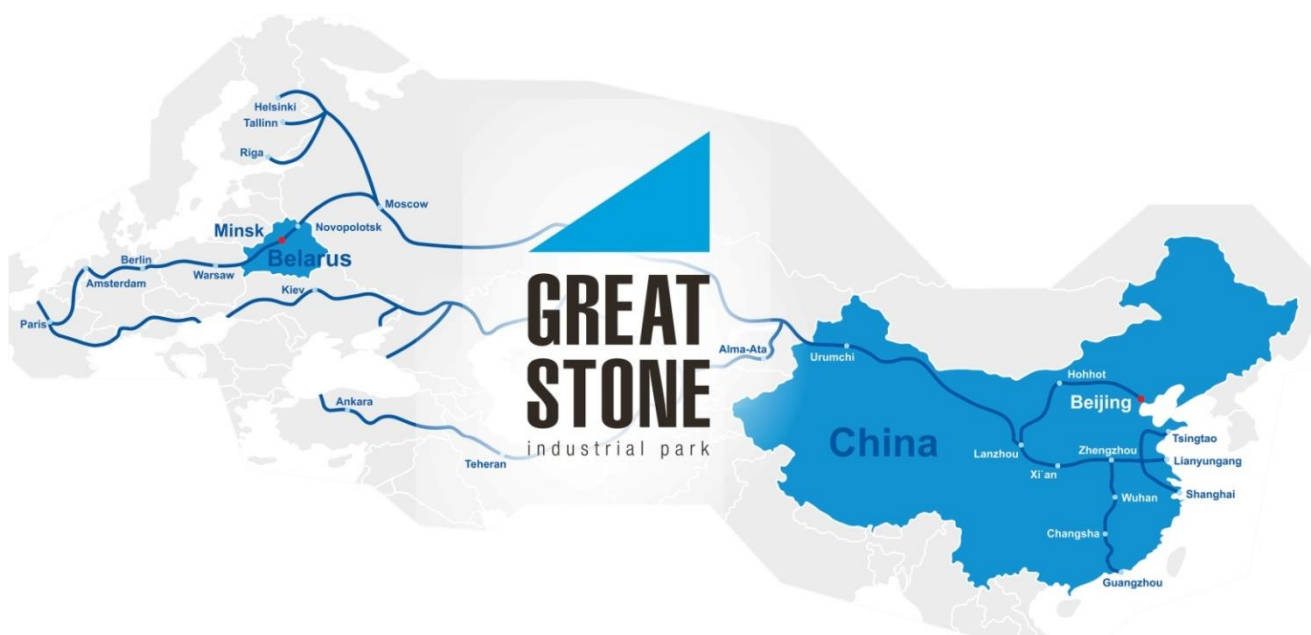 Helsinki
Tallinn
Riga
Moscow
Minsk
Novopolotsk
Belarus
Berlin
Warsaw
Amsterdam
Kiev
Paris
Ankara
Teheran
GREAT
STONE
industrial park
Alma-Ata
Urumchi
Hohhot
Beijing
China
Tsingtao
Lanzhou
Zhengzhou
Lianyungang
Xi`an
Wuhan
Shanghai
Changsha
Guangzhou